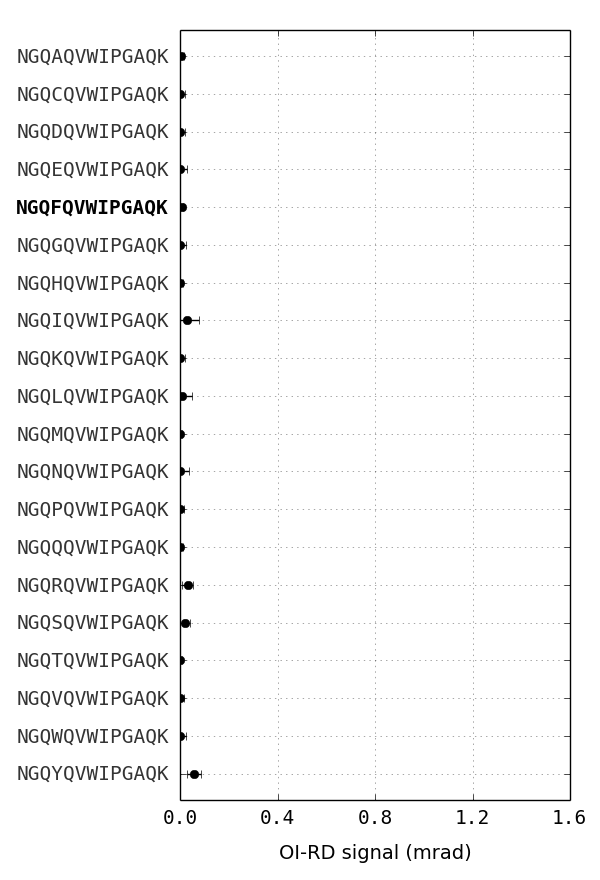 NGQAQVWIPGAQK
NGQCQVWIPGAQK
NGQDQVWIPGAQK
NGQEQVWIPGAQK
NGQFQVWIPGAQK
NGQGQVWIPGAQK
NGQHQVWIPGAQK
NGQIQVWIPGAQK
NGQKQVWIPGAQK
NGQLQVWIPGAQK
NGQMQVWIPGAQK
NGQNQVWIPGAQK
NGQPQVWIPGAQK
NGQQQVWIPGAQK
NGQRQVWIPGAQK
NGQSQVWIPGAQK
NGQTQVWIPGAQK
NGQVQVWIPGAQK
NGQWQVWIPGAQK
NGQYQVWIPGAQK
0.0 0.4 0.8 1.2 1.6
OI-RD signal (mrad)